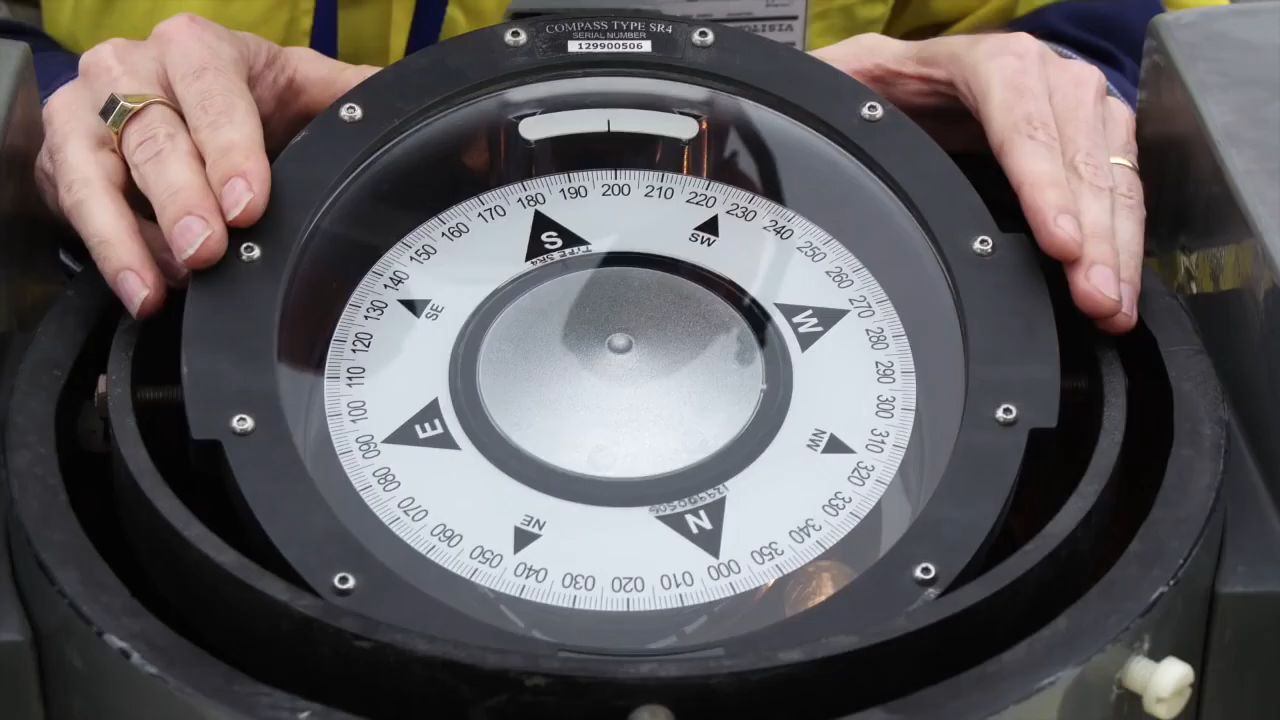 VISITO
COMPASS TYPE SR4
SERIAL NUMBER
129900506
180 190 200 210 220 230 240 250 260 270 280 290 300 310 320 330 340 350 000 010 020 030 040 050 060 070 080 090 100 110 120 130 140 150 160 170
S
SW
W
NW
N
NE
E
SE
TYPE SR4
129900506